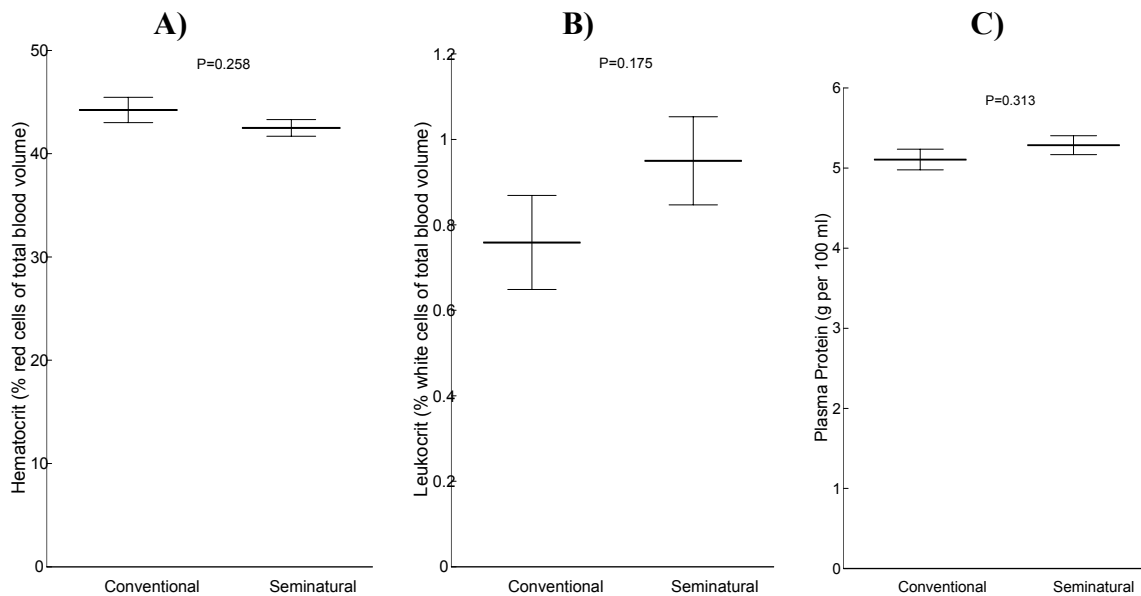 A)
Hematocrit (% red cells of total blood volume)
50
40
30
20
10
0
P=0.258
Conventional
Seminatural
B)
Leukocrit (% white cells of total blood volume)
1.2
1
0.8
0.6
0.4
0.2
0
P=0.175
Conventional
Seminatural
C)
Plasma Protein (g per 100 ml)
6
5
4
3
2
1
0
P=0.313
Conventional
Seminatural